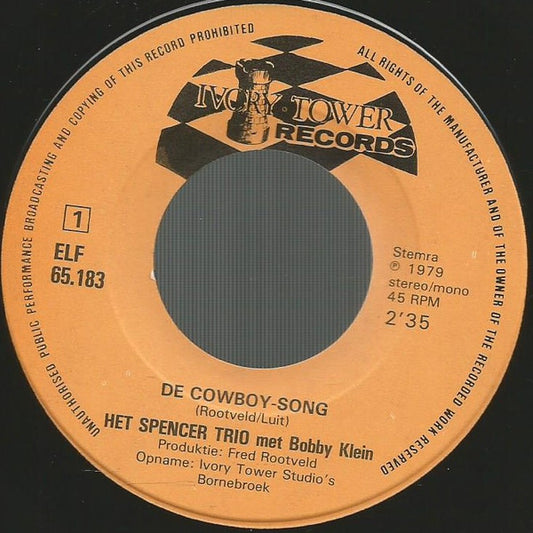 UNAUTHORISED PUBLIC PERFORMANCE BROADCASTING AND COPYING OF THIS RECORD PROHIBITED
ALL RIGHTS OF THE MANUFACTURER AND OF THE OWNER OF THE RECORDED WORK RESERVED
IVORY TOWER
RECORDS
1
ELF
65.183
Stemra
℗ 1979
stereo/mono
45 RPM
2'35
DE COWBOY-SONG
(Rootveld/Luit)
HET SPENCER TRIO met Bobby Klein
Produktie: Fred Rootveld
Opname: Ivory Tower Studio's
Bornebroek